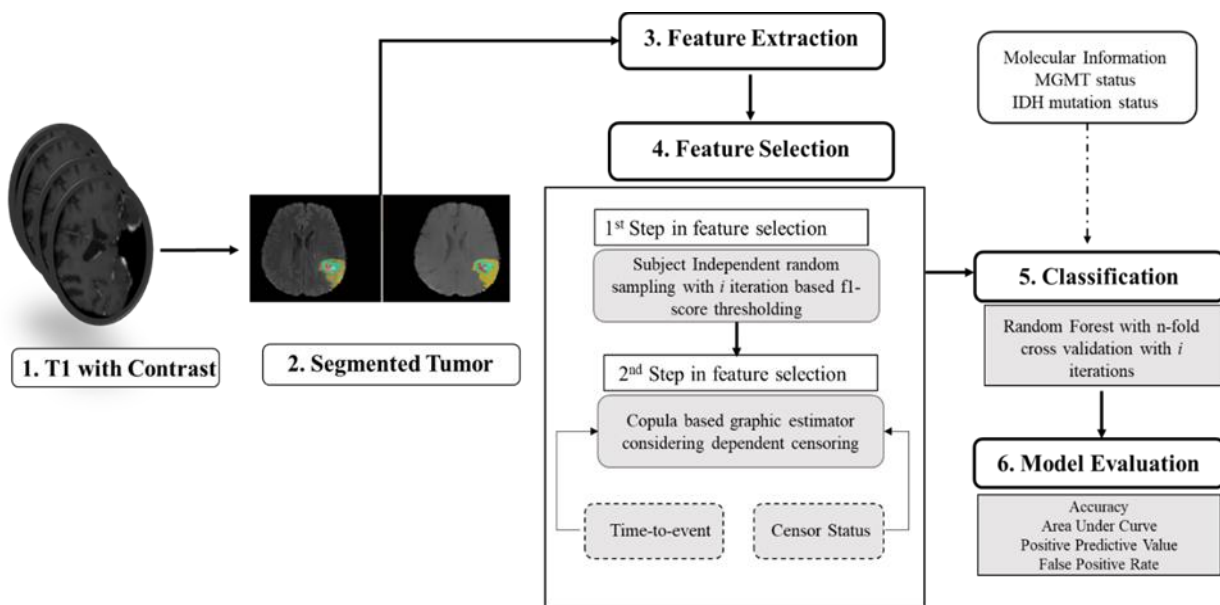 1. T1 with Contrast
2. Segmented Tumor
3. Feature Extraction
4. Feature Selection
1st Step in feature selection
Subject Independent random
sampling with i iteration based f1-
score thresholding
2nd Step in feature selection
Copula based graphic estimator
considering dependent censoring
Time-to-event
Censor Status
Molecular Information
MGMT status
IDH mutation status
5. Classification
Random Forest with n-fold
cross validation with i
iterations
6. Model Evaluation
Accuracy
Area Under Curve
Positive Predictive Value
False Positive Rate